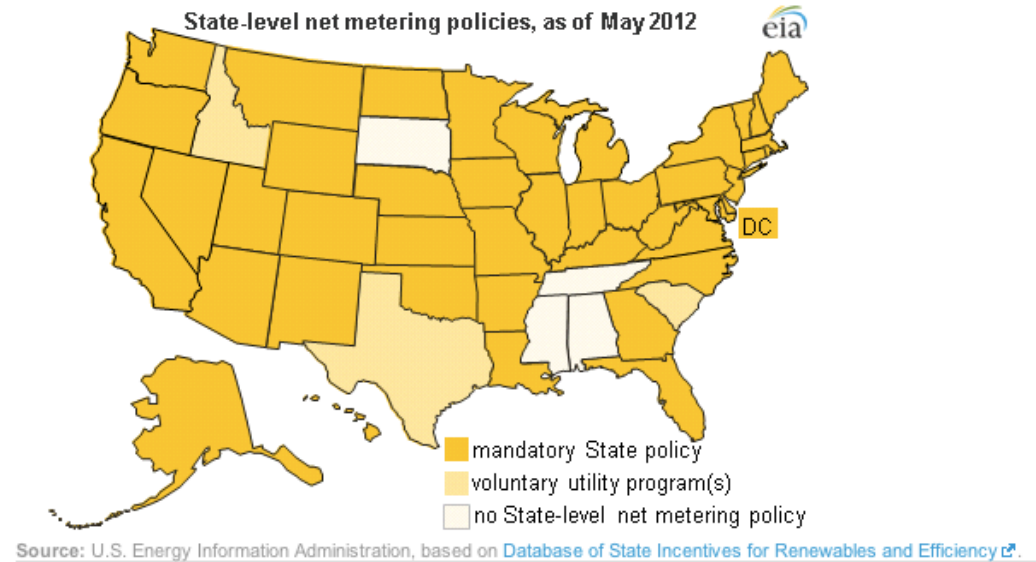 State-level net metering policies, as of May 2012
eia
DC
mandatory State policy
voluntary utility program(s)
no State-level net metering policy
Source: U.S. Energy Information Administration, based on Database of State Incentives for Renewables and Efficiency.